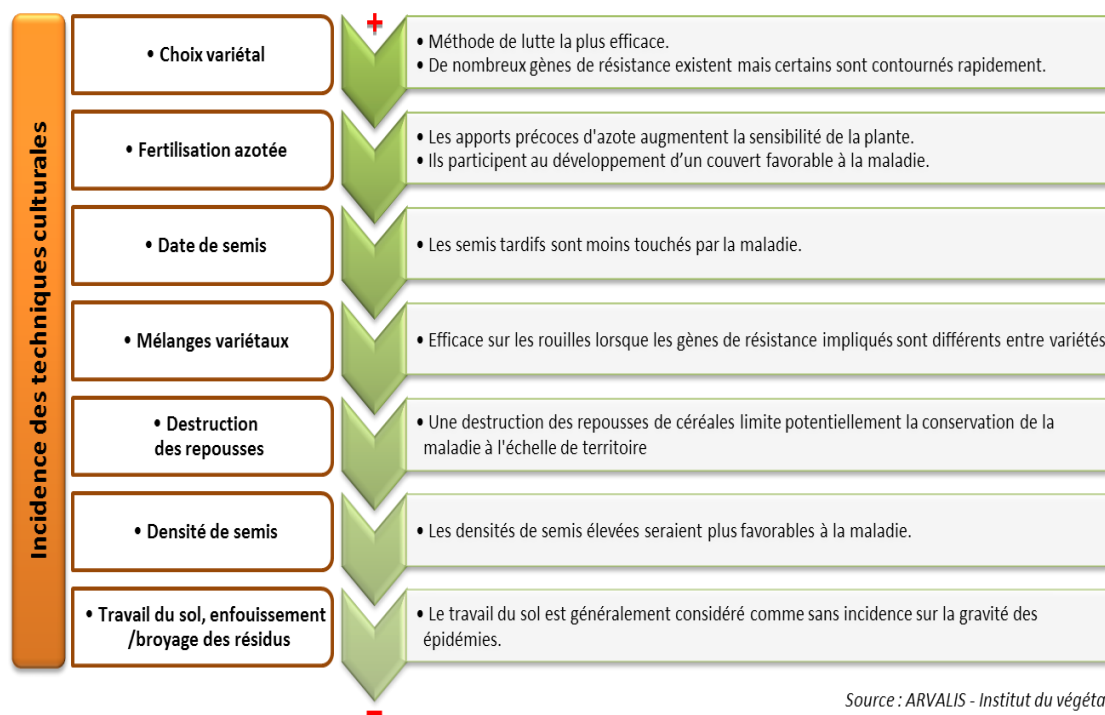 Incidence des techniques culturales
+
• Choix variétal
• Méthode de lutte la plus efficace.
• De nombreux gènes de résistance existent mais certains sont contournés rapidement.
• Fertilisation azotée
• Les apports précoces d'azote augmentent la sensibilité de la plante.
• Ils participent au développement d’un couvert favorable à la maladie.
• Date de semis
• Les semis tardifs sont moins touchés par la maladie.
• Mélanges variétaux
• Efficace sur les rouilles lorsque les gènes de résistance impliqués sont différents entre variétés
• Destruction
des repousses
• Une destruction des repousses de céréales limite potentiellement la conservation de la
maladie à l'échelle de territoire
• Densité de semis
• Les densités de semis élevées seraient plus favorables à la maladie.
• Travail du sol, enfouissement
/broyage des résidus
• Le travail du sol est généralement considéré comme sans incidence sur la gravité des
épidémies.
–
Source : ARVALIS - Institut du végéta